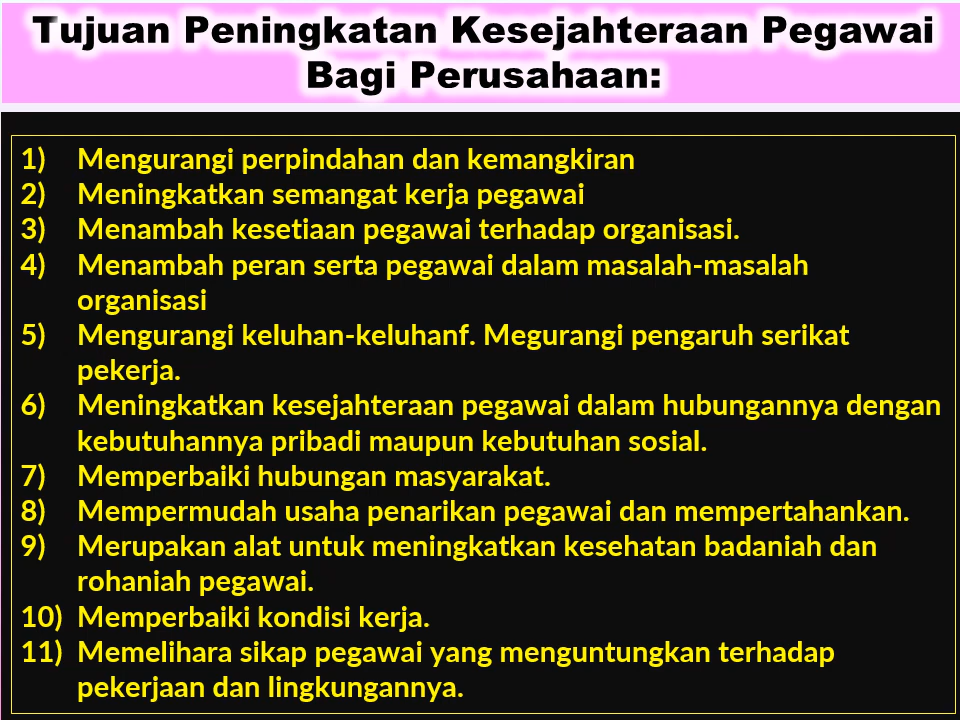 Tujuan Peningkatan Kesejahteraan Pegawai
Bagi Perusahaan:
1) Mengurangi perpindahan dan kemangkiran
2) Meningkatkan semangat kerja pegawai
3) Menambah kesetiaan pegawai terhadap organisasi.
4) Menambah peran serta pegawai dalam masalah-masalah
organisasi
5) Mengurangi keluhan-keluhanf. Megurangi pengaruh serikat
pekerja.
6) Meningkatkan kesejahteraan pegawai dalam hubungannya dengan
kebutuhannya pribadi maupun kebutuhan sosial.
7) Memperbaiki hubungan masyarakat.
8) Mempermudah usaha penarikan pegawai dan mempertahankan.
9) Merupakan alat untuk meningkatkan kesehatan badaniah dan
rohaniah pegawai.
10) Memperbaiki kondisi kerja.
11) Memelihara sikap pegawai yang menguntungkan terhadap
pekerjaan dan lingkungannya.